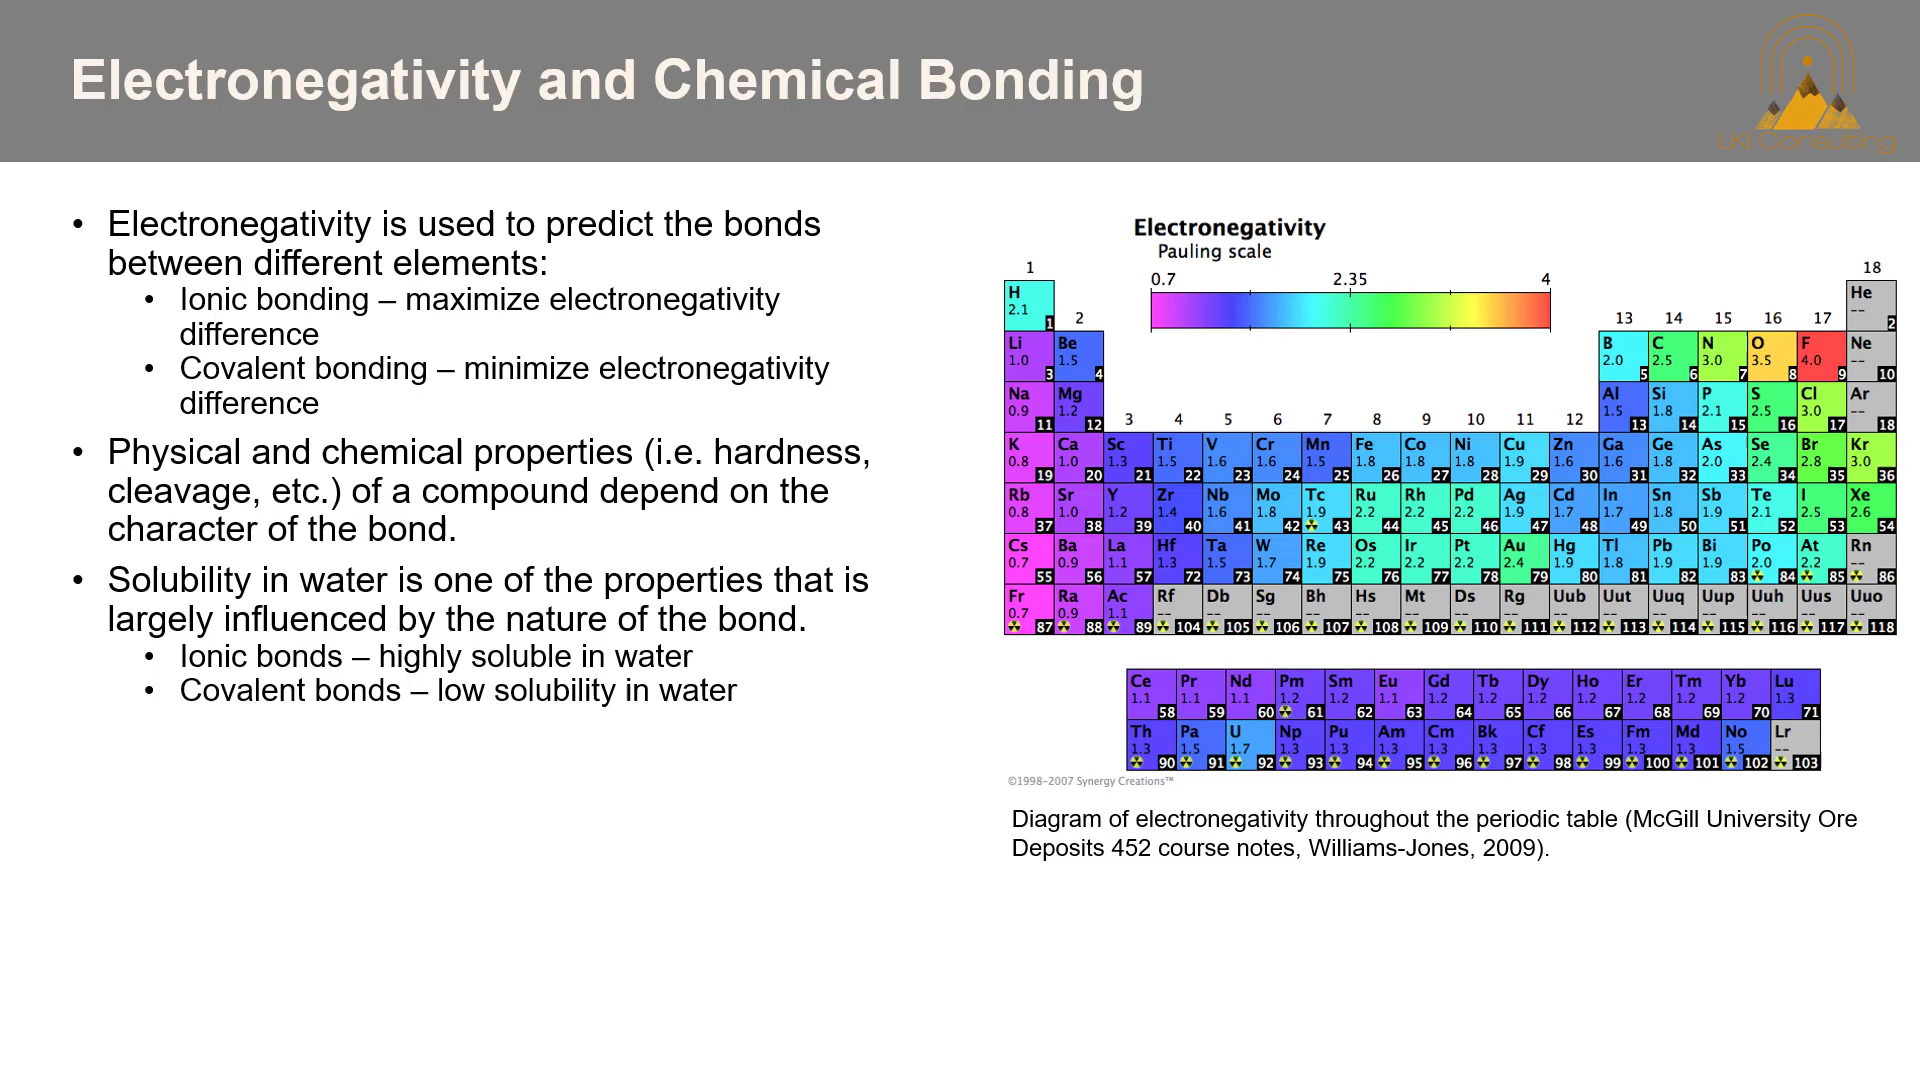 Electronegativity and Chemical Bonding
LKI Consulting
• Electronegativity is used to predict the bonds
between different elements:
• Ionic bonding – maximize electronegativity
difference
• Covalent bonding – minimize electronegativity
difference
• Physical and chemical properties (i.e. hardness,
cleavage, etc.) of a compound depend on the
character of the bond.
• Solubility in water is one of the properties that is
largely influenced by the nature of the bond.
• Ionic bonds – highly soluble in water
• Covalent bonds – low solubility in water
Electronegativity
Pauling scale
0.7 2.35 4
1 18
H He
2.1 --
1 2
2 13 14 15 16 17
Li Be B C N O F Ne
1.0 1.5 2.0 2.5 3.0 3.5 4.0 --
3 4 5 6 7 8 9 10
Na Mg Al Si P S Cl Ar
0.9 1.2 1.5 1.8 2.1 2.5 3.0 --
11 12 13 14 15 16 17 18
3 4 5 6 7 8 9 10 11 12
K Ca Sc Ti V Cr Mn Fe Co Ni Cu Zn Ga Ge As Se Br Kr
0.8 1.0 1.3 1.5 1.6 1.6 1.5 1.8 1.8 1.8 1.9 1.6 1.6 1.8 2.0 2.4 2.8 3.0
19 20 21 22 23 24 25 26 27 28 29 30 31 32 33 34 35 36
Rb Sr Y Zr Nb Mo Tc Ru Rh Pd Ag Cd In Sn Sb Te I Xe
0.8 1.0 1.2 1.4 1.6 1.8 1.9 2.2 2.2 2.2 1.9 1.7 1.7 1.8 1.9 2.1 2.5 2.6
37 38 39 40 41 42 43 44 45 46 47 48 49 50 51 52 53 54
Cs Ba La Hf Ta W Re Os Ir Pt Au Hg Tl Pb Bi Po At Rn
0.7 0.9 1.1 1.3 1.5 1.7 1.9 2.2 2.2 2.2 2.4 1.9 1.8 1.9 1.9 2.0 2.2 --
55 56 57 72 73 74 75 76 77 78 79 80 81 82 83 84 85 86
Fr Ra Ac Rf Db Sg Bh Hs Mt Ds Rg Uub Uut Uuq Uup Uuh Uus Uuo
0.7 0.9 1.1 -- -- -- -- -- -- -- -- -- -- -- -- -- -- --
87 88 89 104 105 106 107 108 109 110 111 112 113 114 115 116 117 118
Ce Pr Nd Pm Sm Eu Gd Tb Dy Ho Er Tm Yb Lu
1.1 1.1 1.1 1.2 1.2 1.1 1.2 1.2 1.2 1.2 1.2 1.2 1.2 1.3
58 59 60 61 62 63 64 65 66 67 68 69 70 71
Th Pa U Np Pu Am Cm Bk Cf Es Fm Md No Lr
1.3 1.5 1.7 1.3 1.3 1.3 1.3 1.3 1.3 1.3 1.3 1.3 1.5 --
90 91 92 93 94 95 96 97 98 99 100 101 102 103
©1998-2007 Synergy Creations™
Diagram of electronegativity throughout the periodic table (McGill University Ore
Deposits 452 course notes, Williams-Jones, 2009).